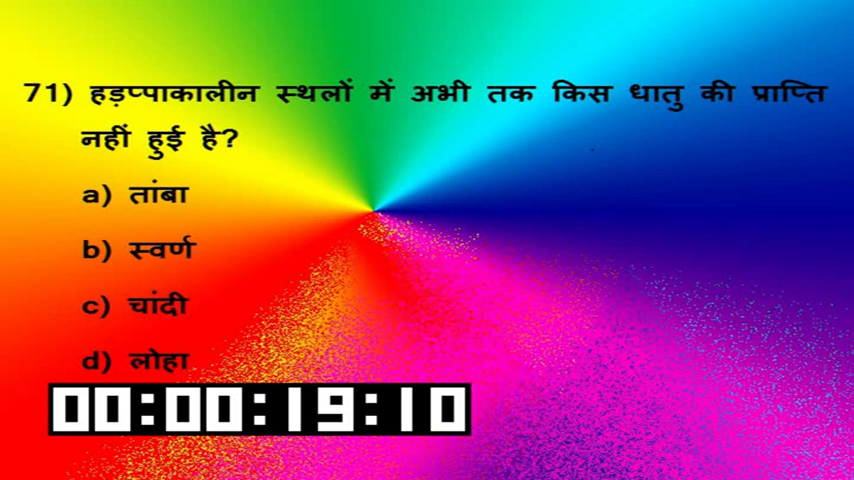 71) हड़प्पाकालीन स्थलों में अभी तक किस धातु की प्राप्ति
नहीं हुई है?
a) तांबा
b) स्वर्ण
c) चांदी
d) लोहा
00:00:19:10